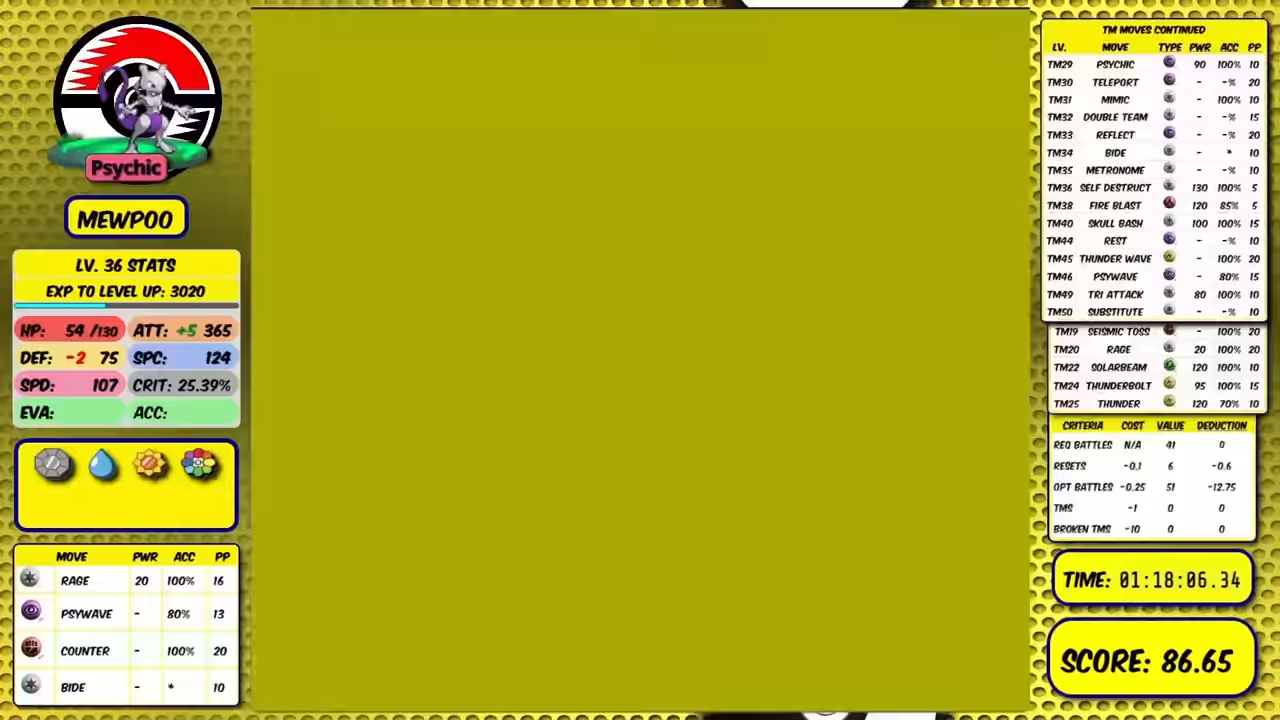 Psychic
MEWPOO
LV. 36 STATS
EXP TO LEVEL UP: 3020
HP: 54 /130 ATT: +5 365
DEF: -2 75 SPC: 124
SPD: 107 CRIT: 25.39%
EVA: ACC:
MOVE PWR ACC PP
RAGE 20 100% 16
PSYWAVE - 80% 13
COUNTER - 100% 20
BIDE - * 10
TM MOVES CONTINUED
LV. MOVE TYPE PWR ACC PP
TM29 PSYCHIC 90 100% 10
TM30 TELEPORT - -% 20
TM31 MIMIC - 100% 10
TM32 DOUBLE TEAM - -% 15
TM33 REFLECT - -% 20
TM34 BIDE - * 10
TM35 METRONOME - -% 10
TM36 SELF DESTRUCT 130 100% 5
TM38 FIRE BLAST 120 85% 5
TM40 SKULL BASH 100 100% 15
TM44 REST - -% 10
TM45 THUNDER WAVE - 100% 20
TM46 PSYWAVE - 80% 15
TM49 TRI ATTACK 80 100% 10
TM50 SUBSTITUTE - -% 10
TM19 SEISMIC TOSS - 100% 20
TM20 RAGE 20 100% 20
TM22 SOLARBEAM 120 100% 10
TM24 THUNDERBOLT 95 100% 15
TM25 THUNDER 120 70% 10
CRITERIA COST VALUE DEDUCTION
REQ BATTLES N/A 41 0
RESETS -0.1 6 -0.6
OPT BATTLES -0.25 51 -12.75
TMS -1 0 0
BROKEN TMS -10 0 0
TIME: 01:18:06.34
SCORE: 86.65